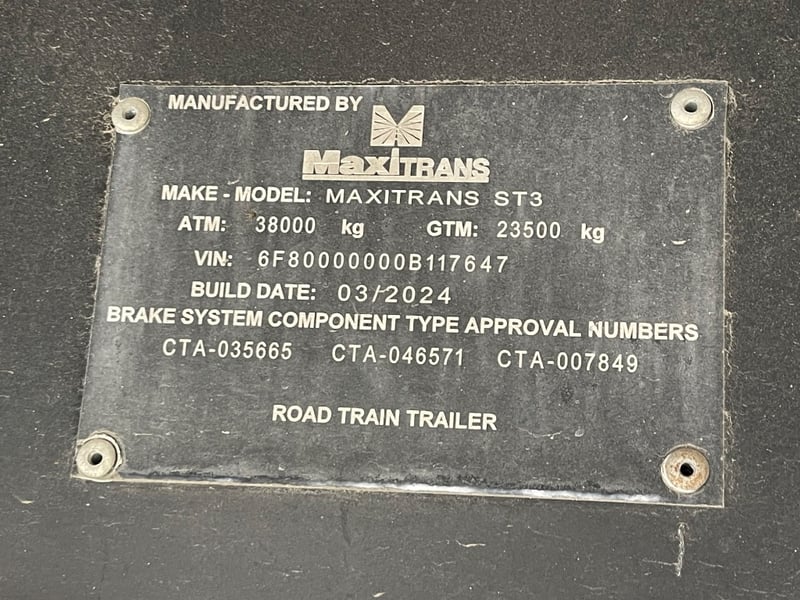 MANUFACTURED BY
MaxiTRANS
MAKE - MODEL: MAXITRANS ST3
ATM: 38000 kg GTM: 23500 kg
VIN: 6F80000000B117647
BUILD DATE: 03/2024
BRAKE SYSTEM COMPONENT TYPE APPROVAL NUMBERS
CTA-035665 CTA-046571 CTA-007849
ROAD TRAIN TRAILER